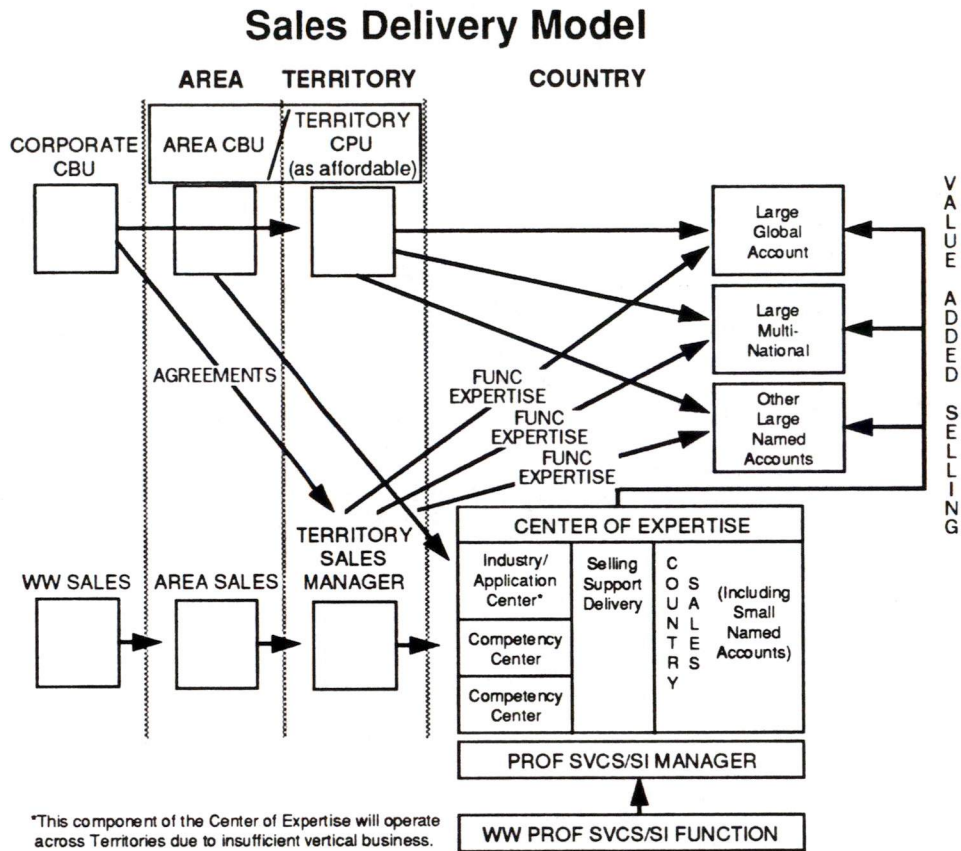 Sales Delivery Model
AREA
TERRITORY
COUNTRY
CORPORATE
CBU
AREA CBU
/
TERRITORY
CPU
(as affordable)
Large
Global
Account
Large
Multi-
National
Other
Large
Named
Accounts
VALUE ADDED SELLING
AGREEMENTS
FUNC
EXPERTISE
FUNC
EXPERTISE
FUNC
EXPERTISE
WW SALES
AREA SALES
TERRITORY
SALES
MANAGER
CENTER OF EXPERTISE
Industry/
Application
Center*
Competency
Center
Competency
Center
Selling
Support
Delivery
COUNTRY
SALES
(Including
Small
Named
Accounts)
PROF SVCS/SI MANAGER
WW PROF SVCS/SI FUNCTION
*This component of the Center of Expertise will operate
across Territories due to insufficient vertical business.